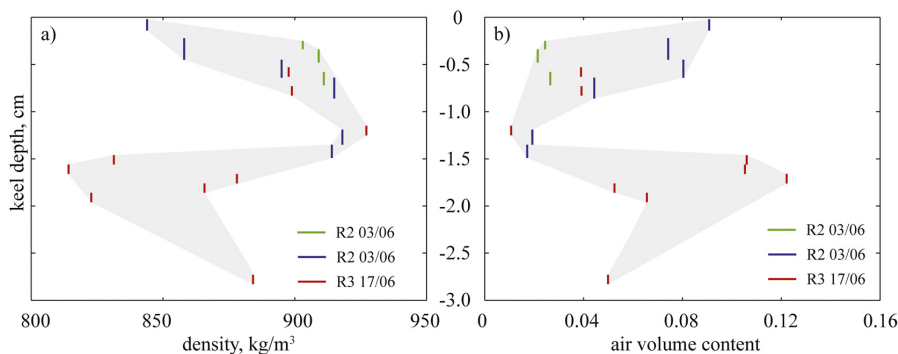 a)
b)
keel depth, cm
0
-0.5
-1.0
-1.5
-2.0
-2.5
-3.0
R2 03/06
R2 03/06
R3 17/06
R2 03/06
R2 03/06
R3 17/06
800 850 900 950
0 0.04 0.08 0.12 0.16
density, kg/m³
air volume content